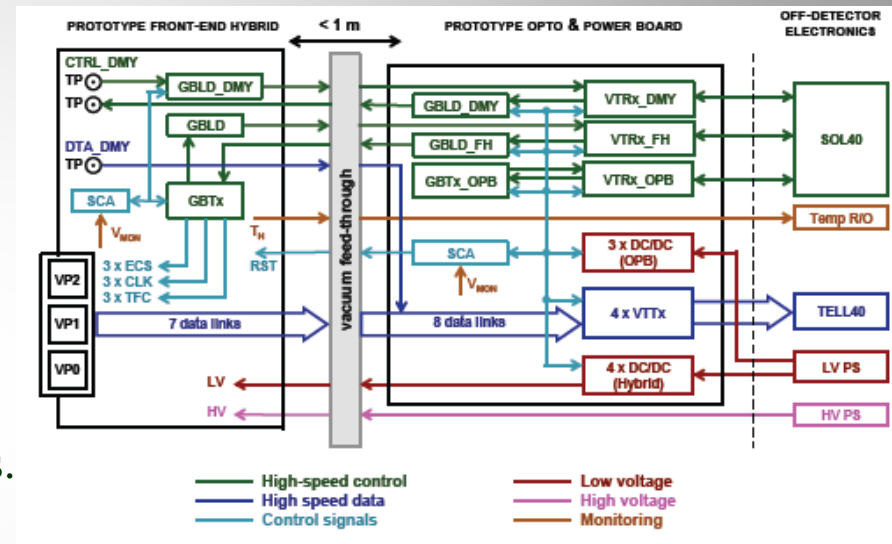 PROTOTYPE FRONT-END HYBRID
< 1 m
PROTOTYPE OPTO & POWER BOARD
OFF-DETECTOR
ELECTRONICS
CTRL_DMY
TP
TP
GBLD_DMY
GBLD
DTA_DMY
TP
SCA
GBTx
VMON
TH
RST
3 x ECS
3 x CLK
3 x TFC
VP2
VP1
VP0
7 data links
LV
HV
vacuum feed-through
GBLD_DMY
GBLD_FH
GBTx_OPB
VTRx_DMY
VTRx_FH
VTRx_OPB
SCA
VMON
3 x DC/DC
(OPB)
8 data links
4 x VTTx
4 x DC/DC
(Hybrid)
SOL40
Temp R/O
TELL40
LV PS
HV PS
s.
High-speed control
High speed data
Control signals
Low voltage
High voltage
Monitoring